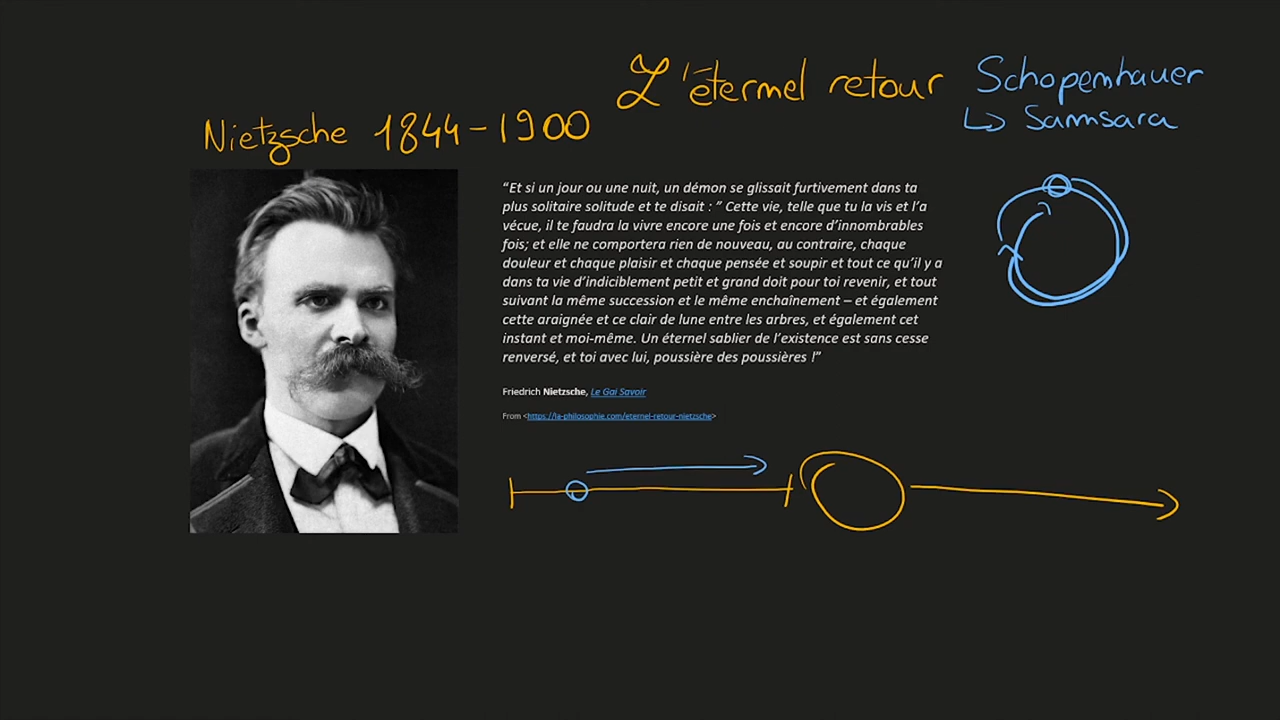 L'éternel retour
Schopenhauer
↳ Samsara
Nietzsche 1844-1900
"Et si un jour ou une nuit, un démon se glissait furtivement dans ta
plus solitaire solitude et te disait : " Cette vie, telle que tu la vis et l'a
vécue, il te faudra la vivre encore une fois et encore d'innombrables
fois; et elle ne comportera rien de nouveau, au contraire, chaque
douleur et chaque plaisir et chaque pensée et soupir et tout ce qu'il y a
dans ta vie d'indiciblement petit et grand doit pour toi revenir, et tout
suivant la même succession et le même enchaînement – et également
cette araignée et ce clair de lune entre les arbres, et également cet
instant et moi-même. Un éternel sablier de l'existence est sans cesse
renversé, et toi avec lui, poussière des poussières !"
Friedrich Nietzsche, Le Gai Savoir
From <https://la-philosophie.com/eternel-retour-nietzsche>